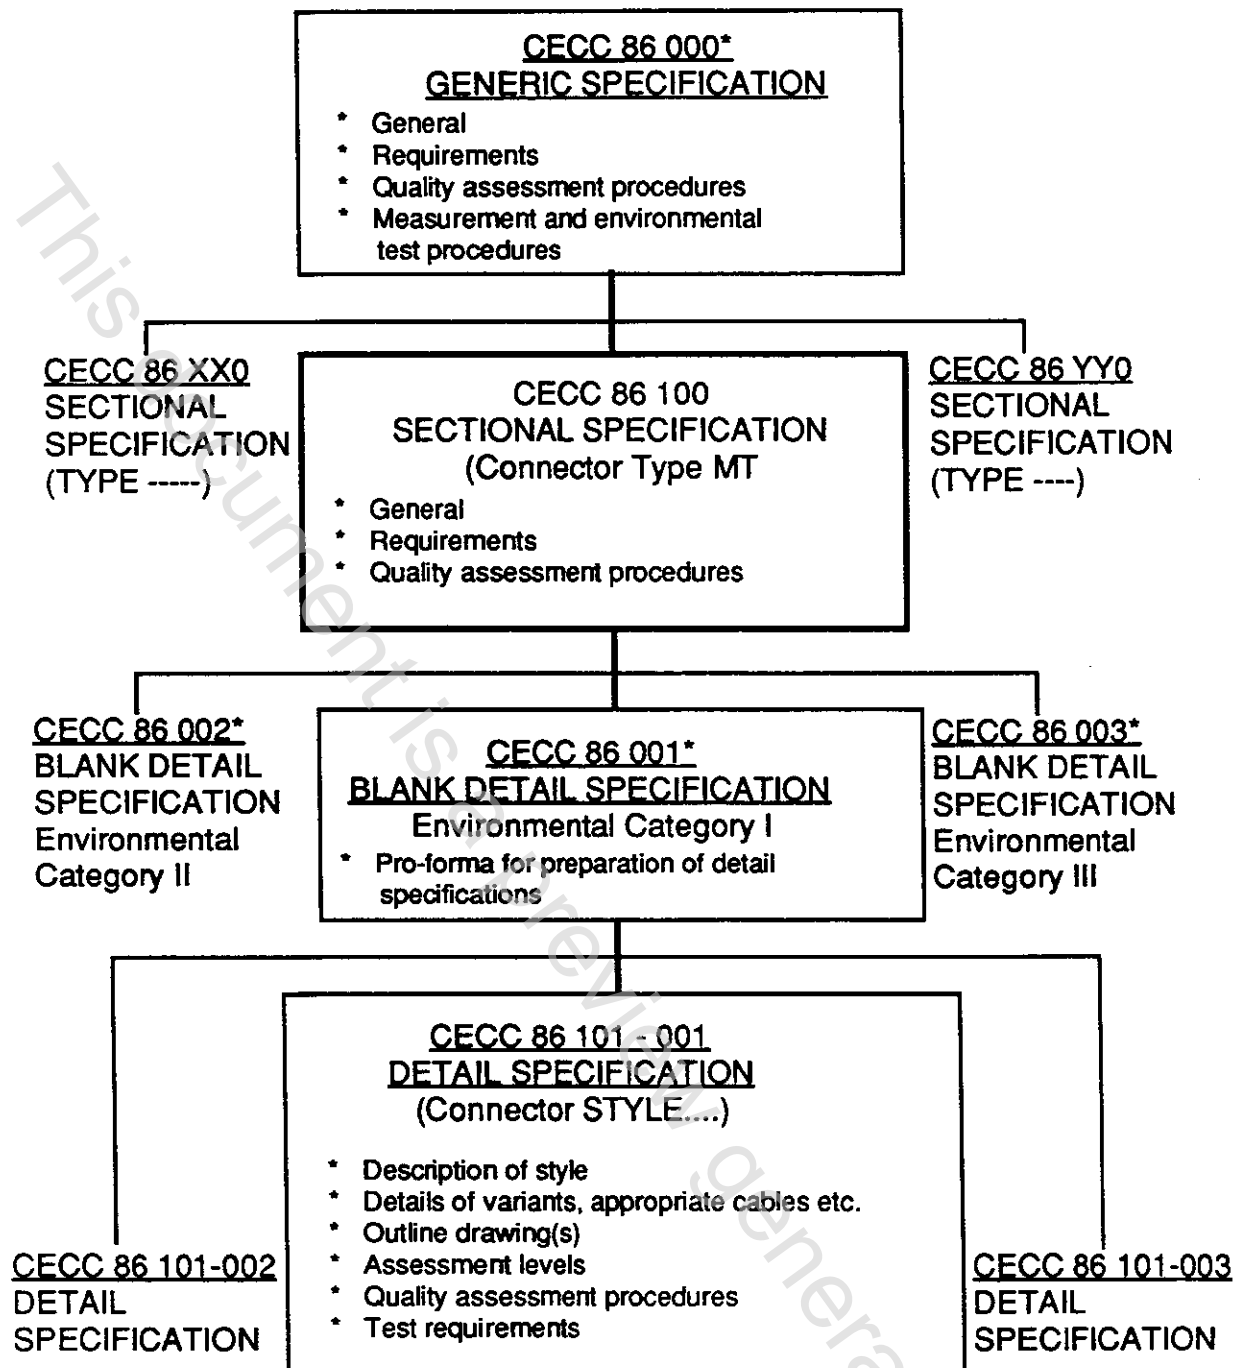 CECC 86 000*
GENERIC SPECIFICATION
* General
* Requirements
* Quality assessment procedures
* Measurement and environmental
test procedures
CECC 86 XX0
SECTIONAL
SPECIFICATION
(TYPE -----)
CECC 86 100
SECTIONAL SPECIFICATION
(Connector Type MT
* General
* Requirements
* Quality assessment procedures
CECC 86 YY0
SECTIONAL
SPECIFICATION
(TYPE ----)
CECC 86 002*
BLANK DETAIL
SPECIFICATION
Environmental
Category II
CECC 86 001*
BLANK DETAIL SPECIFICATION
Environmental Category I
* Pro-forma for preparation of detail
specifications
CECC 86 003*
BLANK DETAIL
SPECIFICATION
Environmental
Category III
CECC 86 101 - 001
DETAIL SPECIFICATION
(Connector STYLE....)
* Description of style
* Details of variants, appropriate cables etc.
* Outline drawing(s)
* Assessment levels
* Quality assessment procedures
* Test requirements
CECC 86 101-002
DETAIL
SPECIFICATION
CECC 86 101-003
DETAIL
SPECIFICATION
This document is a preview genera